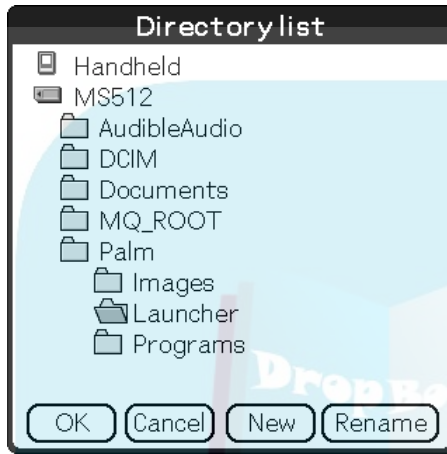 Directory list
Handheld
MS512
AudibleAudio
DCIM
Documents
MQ_ROOT
Palm
Images
Launcher
Programs
OK Cancel New Rename